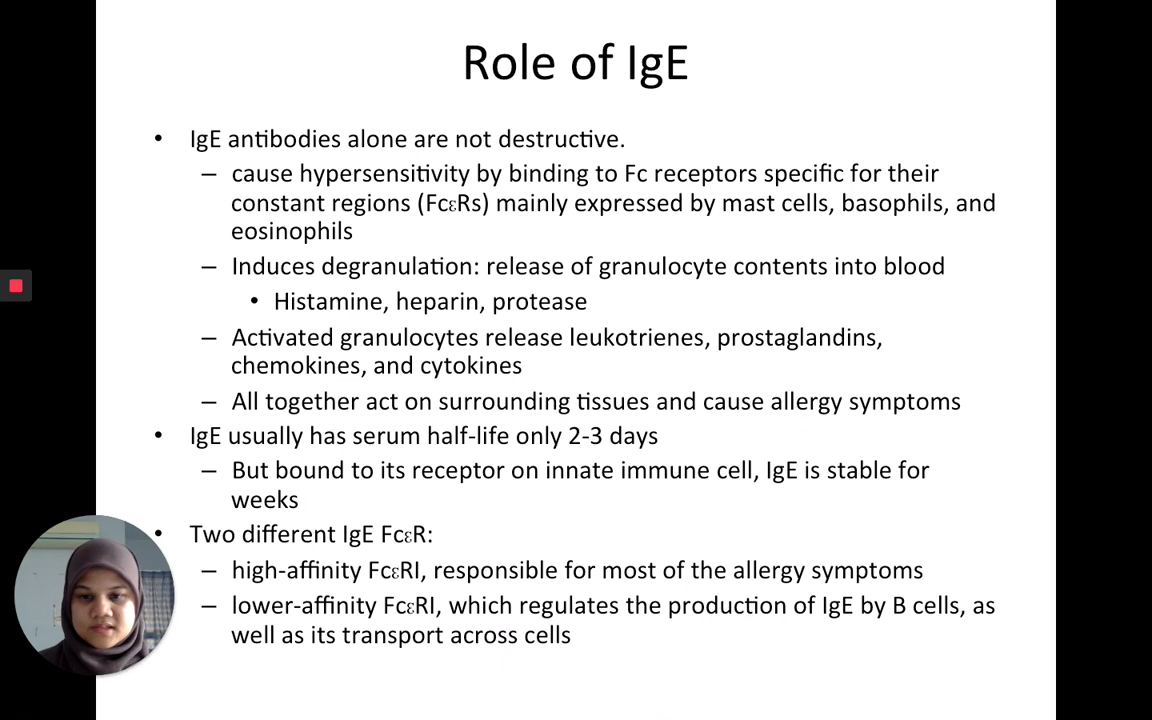 Role of IgE
• IgE antibodies alone are not destructive.
– cause hypersensitivity by binding to Fc receptors specific for their
constant regions (FcεRs) mainly expressed by mast cells, basophils, and
eosinophils
– Induces degranulation: release of granulocyte contents into blood
• Histamine, heparin, protease
– Activated granulocytes release leukotrienes, prostaglandins,
chemokines, and cytokines
– All together act on surrounding tissues and cause allergy symptoms
• IgE usually has serum half-life only 2-3 days
– But bound to its receptor on innate immune cell, IgE is stable for
weeks
• Two different IgE FcεR:
– high-affinity FcεRI, responsible for most of the allergy symptoms
– lower-affinity FcεRI, which regulates the production of IgE by B cells, as
well as its transport across cells